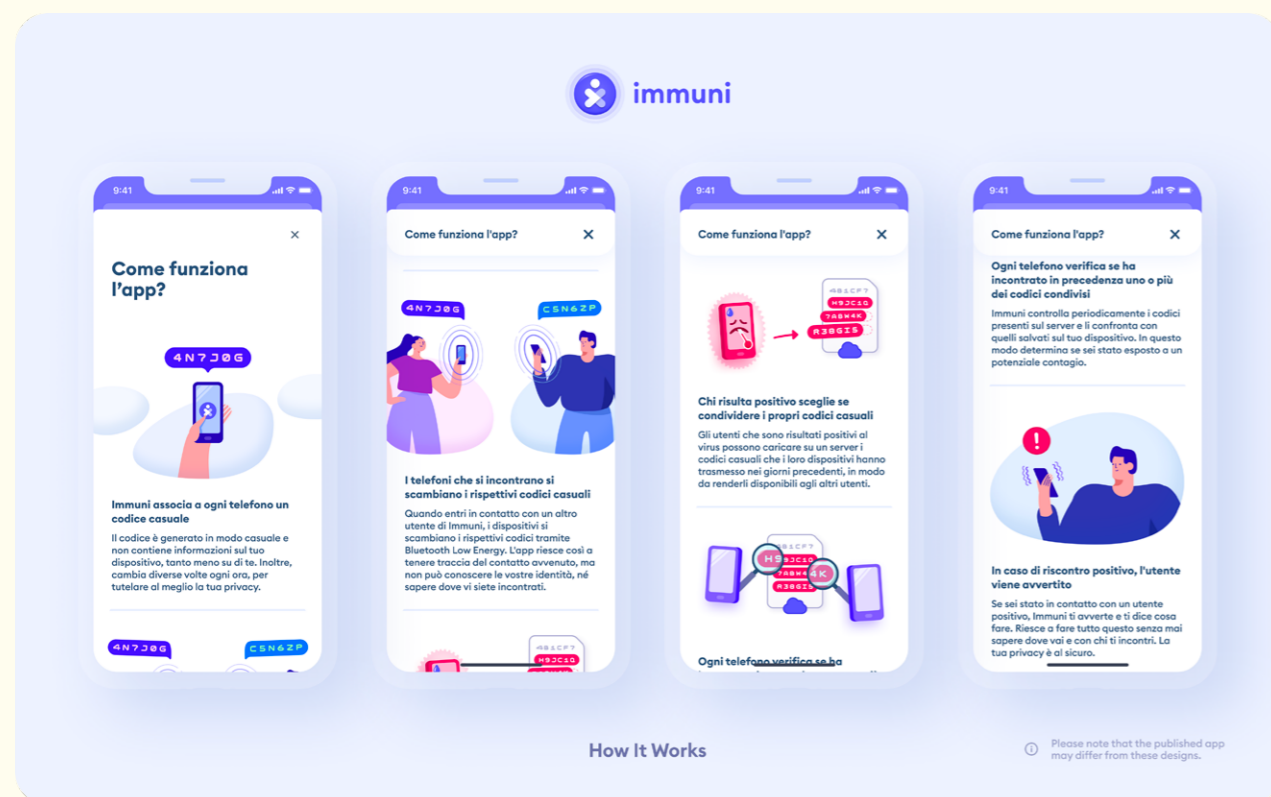 immuni
9:41
Come funziona
l'app?
4N7J0G
Immuni associa a ogni telefono un
codice casuale
Il codice è generato in modo casuale e
non contiene informazioni sul tuo
dispositivo, tanto meno su di te. Inoltre,
cambia diverse volte ogni ora, per
tutelare al meglio la tua privacy.
4N7J0G
C5N6ZP
9:41
Come funziona l'app?
4N7J0G
C5N6ZP
I telefoni che si incontrano si
scambiano i rispettivi codici casuali
Quando entri in contatto con un altro
utente di Immuni, i dispositivi si
scambiano i rispettivi codici tramite
Bluetooth Low Energy. L'app riesce così a
tenere traccia del contatto avvenuto, ma
non può conoscere le vostre identità, né
sapere dove vi siete incontrati.
481CF7
H9JC1Q
9:41
Come funziona l'app?
481CF7
H9JC1Q
7ABW4K
A38GIS
Chi risulta positivo sceglie se
condividere i propri codici casuali
Gli utenti che sono risultati positivi al
virus possono caricare su un server i
codici casuali che i loro dispositivi hanno
trasmesso nei giorni precedenti, in modo
da renderli disponibili agli altri utenti.
Ogni telefono verifica se ha
9:41
Come funziona l'app?
Ogni telefono verifica se ha
incontrato in precedenza uno o più
dei codici condivisi
Immuni controlla periodicamente i codici
presenti sul server e li confronta con
quelli salvati sul tuo dispositivo. In questo
modo determina se sei stato esposto a un
potenziale contagio.
!
In caso di riscontro positivo, l'utente
viene avvertito
Se sei stato in contatto con un utente
positivo, Immuni ti avverte e ti dice cosa
fare. Riesce a fare tutto questo senza mai
sapere dove vai e con chi ti incontri. La
tua privacy è al sicuro.
How It Works
Please note that the published app
may differ from these designs.